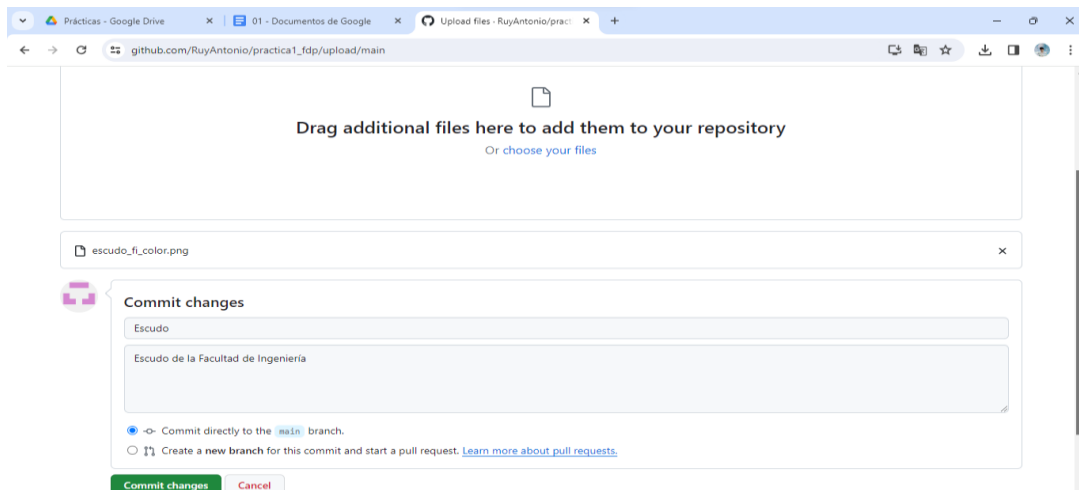 Prácticas - Google Drive
01 - Documentos de Google
Upload files · RuyAntonio/pract
github.com/RuyAntonio/practica1_fdp/upload/main
Drag additional files here to add them to your repository
Or choose your files
escudo_fi_color.png
Commit changes
Escudo
Escudo de la Facultad de Ingeniería
Commit directly to the main branch.
Create a new branch for this commit and start a pull request. Learn more about pull requests.
Commit changes
Cancel